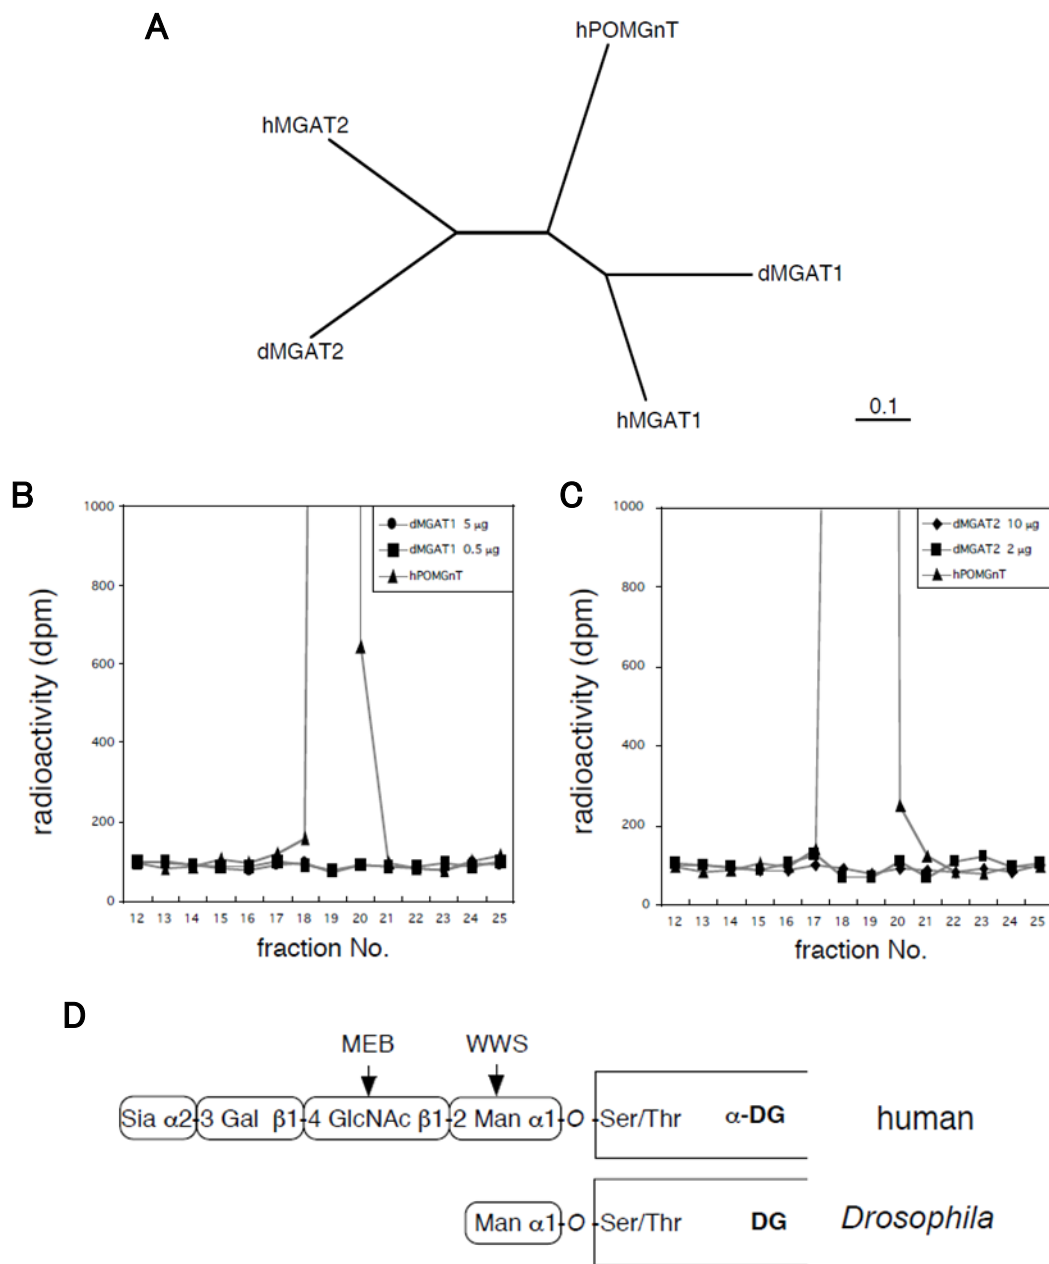 A
hPOMGnT
hMGAT2
dMGAT1
dMGAT2
hMGAT1
0.1
B
1000
800
600
400
200
0
radioactivity (dpm)
dMGAT1 5 µg
dMGAT1 0.5 µg
hPOMGnT
12 13 14 15 16 17 18 19 20 21 22 23 24 25
fraction No.
C
1000
800
600
400
200
0
radioactivity (dpm)
dMGAT2 10 µg
dMGAT2 2 µg
hPOMGnT
12 13 14 15 16 17 18 19 20 21 22 23 24 25
fraction No.
D
MEB WWS
Sia α2-3 Gal β1-4 GlcNAc β1-2 Man α1-O-Ser/Thr α-DG human
Man α1-O-Ser/Thr DG Drosophila